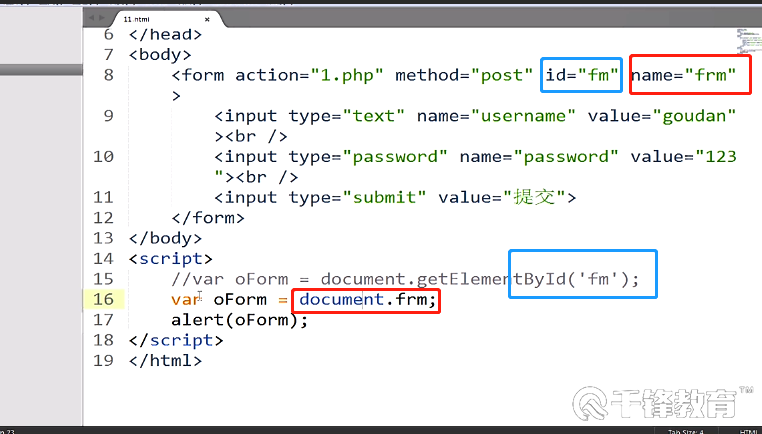 11.html
6 </head>
7 <body>
8 <form action="1.php" method="post" id="fm" name="frm"
>
9 <input type="text" name="username" value="goudan"
><br />
10 <input type="password" name="password" value="123
"><br />
11 <input type="submit" value="提交">
12 </form>
13 </body>
14 <script>
15 //var oForm = document.getElementById('fm');
16 var oForm = document.frm;
17 alert(oForm);
18 </script>
19 </html>
千锋教育™
Tab Size: 4 HTML